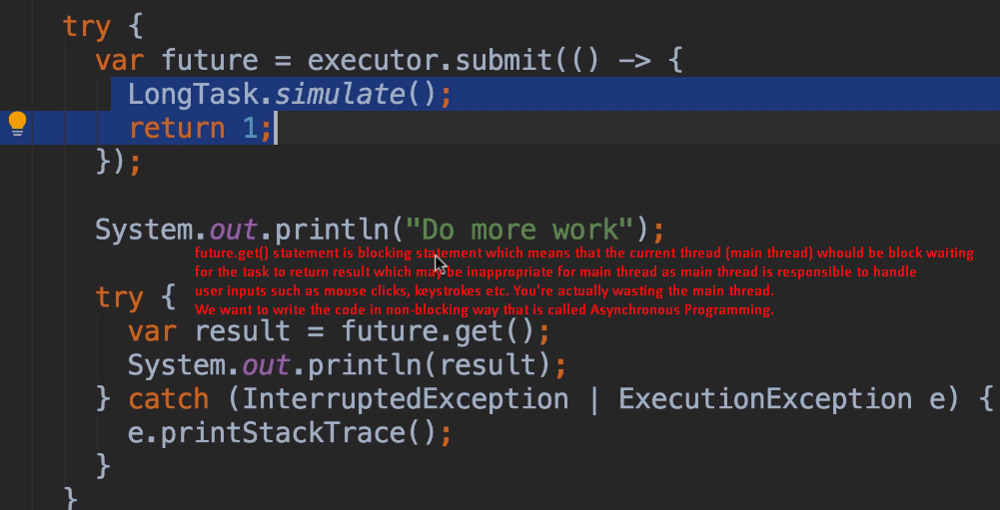 try {
var future = executor.submit(() -> {
LongTask.simulate();
return 1;
});
System.out.println("Do more work");
future.get() statement is blocking statement which means that the current thread (main thread) whould be block waiting
for the task to return result which may be inappropriate for main thread as main thread is responsible to handle
user inputs such as mouse clicks, keystrokes etc. You're actually wasting the main thread.
We want to write the code in non-blocking way that is called Asynchronous Programming.
try {
var result = future.get();
System.out.println(result);
} catch (InterruptedException | ExecutionException e) {
e.printStackTrace();
}
}